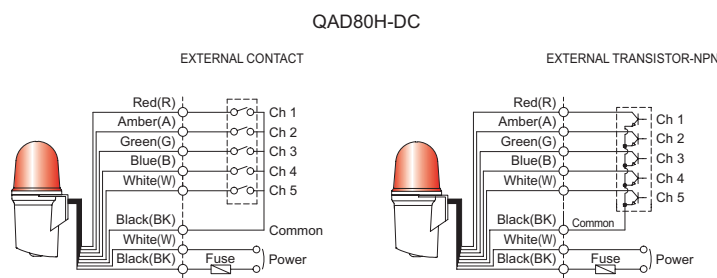 QAD80H-DC
EXTERNAL CONTACT
Red(R)
Ch 1
Amber(A)
Ch 2
Green(G)
Ch 3
Blue(B)
Ch 4
White(W)
Ch 5
Black(BK)
Common
White(W)
Black(BK)
Fuse
Power
EXTERNAL TRANSISTOR-NPN
Red(R)
Ch 1
Amber(A)
Ch 2
Green(G)
Ch 3
Blue(B)
Ch 4
White(W)
Ch 5
Black(BK)
Common
White(W)
Black(BK)
Fuse
Power